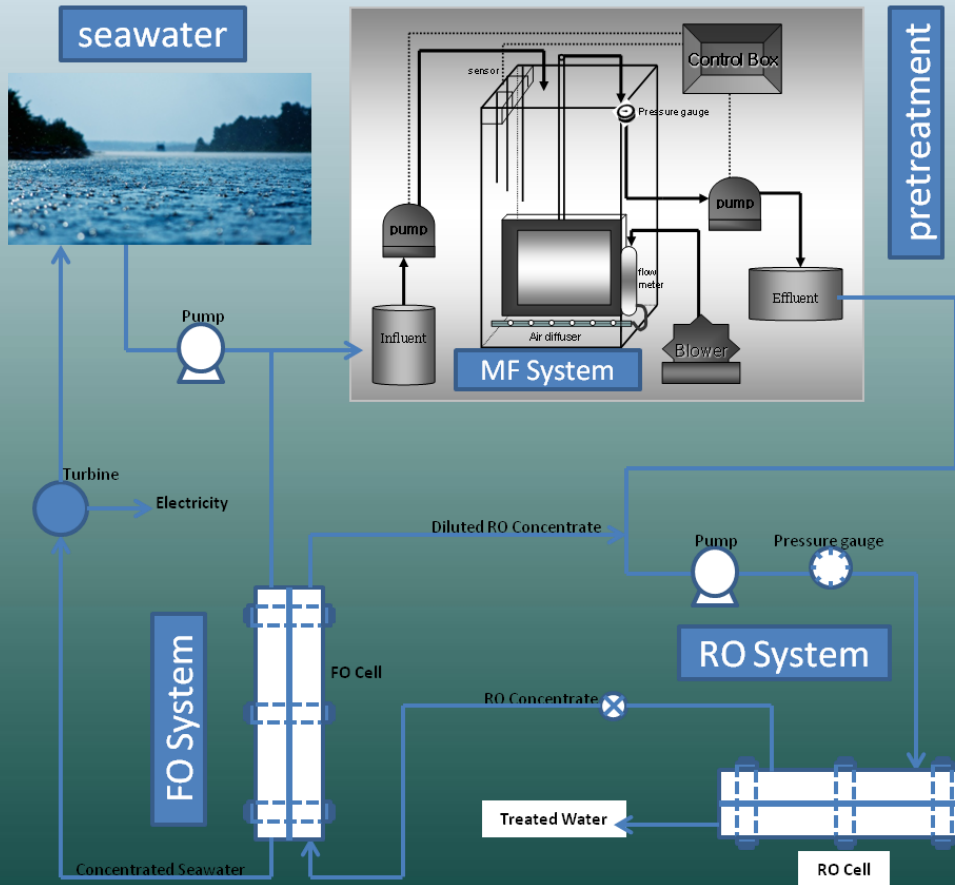 seawater
pretreatment
sensor
Control Box
Pressure gauge
pump
pump
flow
meter
Influent
Air diffuser
Blower
Effluent
MF System
Pump
Turbine
Electricity
Diluted RO Concentrate
Pump
Pressure gauge
FO System
FO Cell
RO System
RO Concentrate
Treated Water
Concentrated Seawater
RO Cell